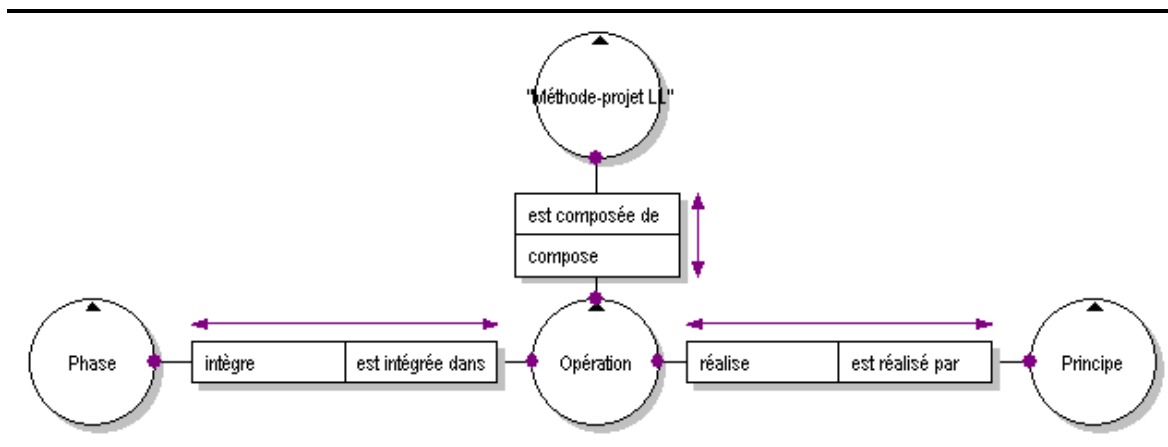 "Méthode-projet LL"
est composée de
compose
Phase
intègre
est intégrée dans
Opération
réalise
est réalisé par
Principe